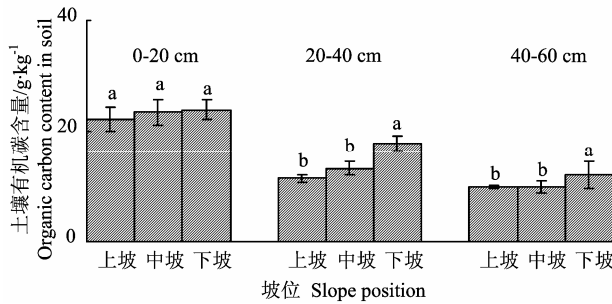 土壤有机碳含量/g·kg⁻¹
Organic carbon content in soil
40
20
0
0-20 cm
20-40 cm
40-60 cm
a a a
b b a
b b a
上坡 中坡 下坡
上坡 中坡 下坡
上坡 中坡 下坡
坡位 Slope position